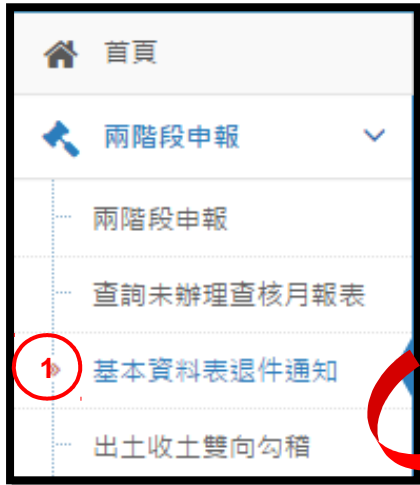 首頁
兩階段申報
兩階段申報
查詢未辦理查核月報表
1 基本資料表退件通知
出土收土雙向勾稽